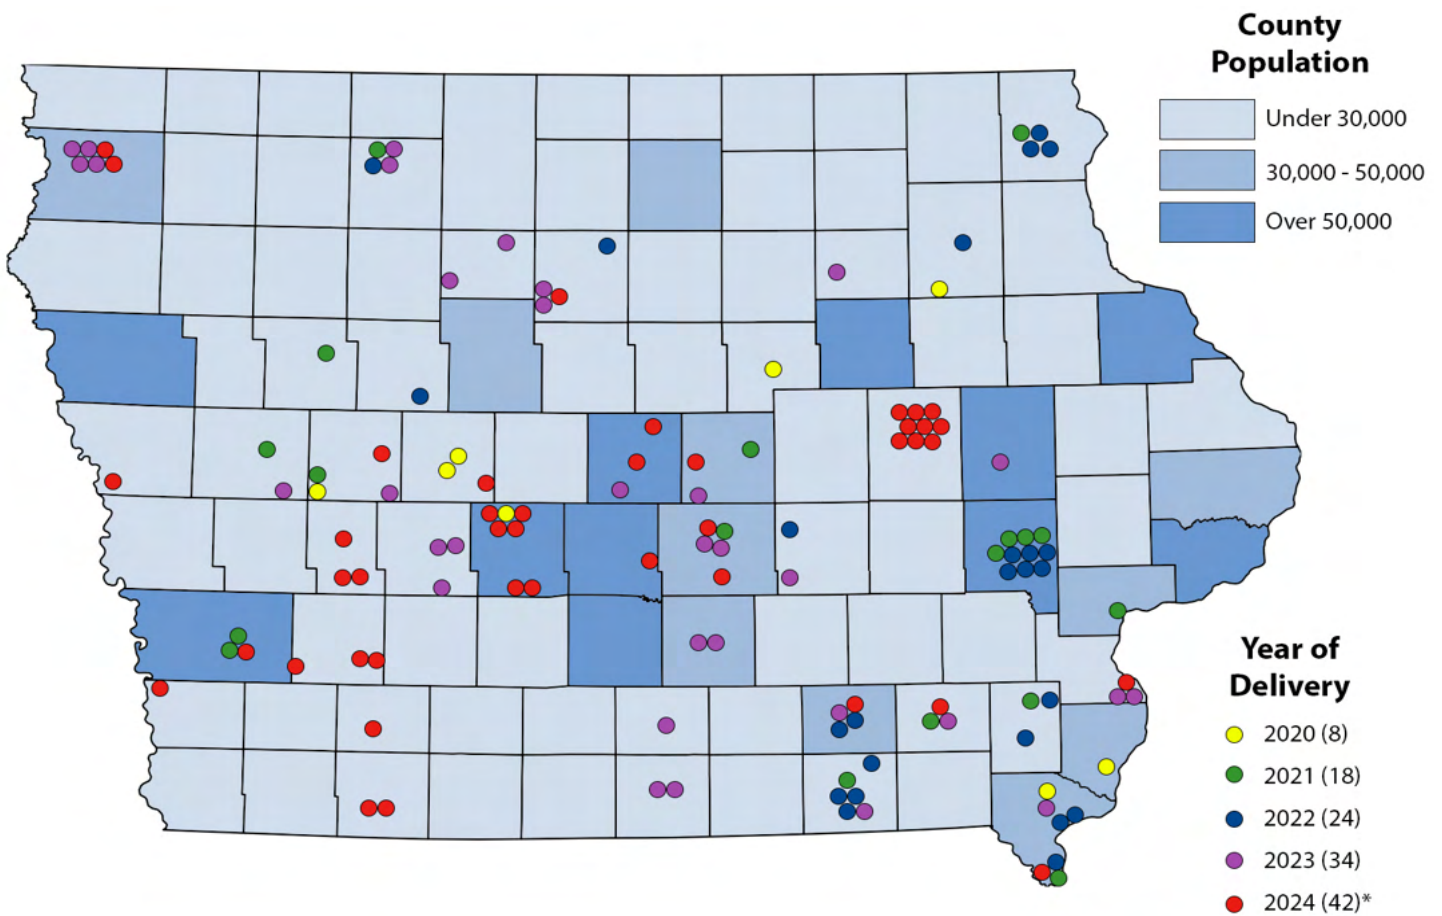 County
Population
Under 30,000
30,000 - 50,000
Over 50,000
Year of
Delivery
2020 (8)
2021 (18)
2022 (24)
2023 (34)
2024 (42)*